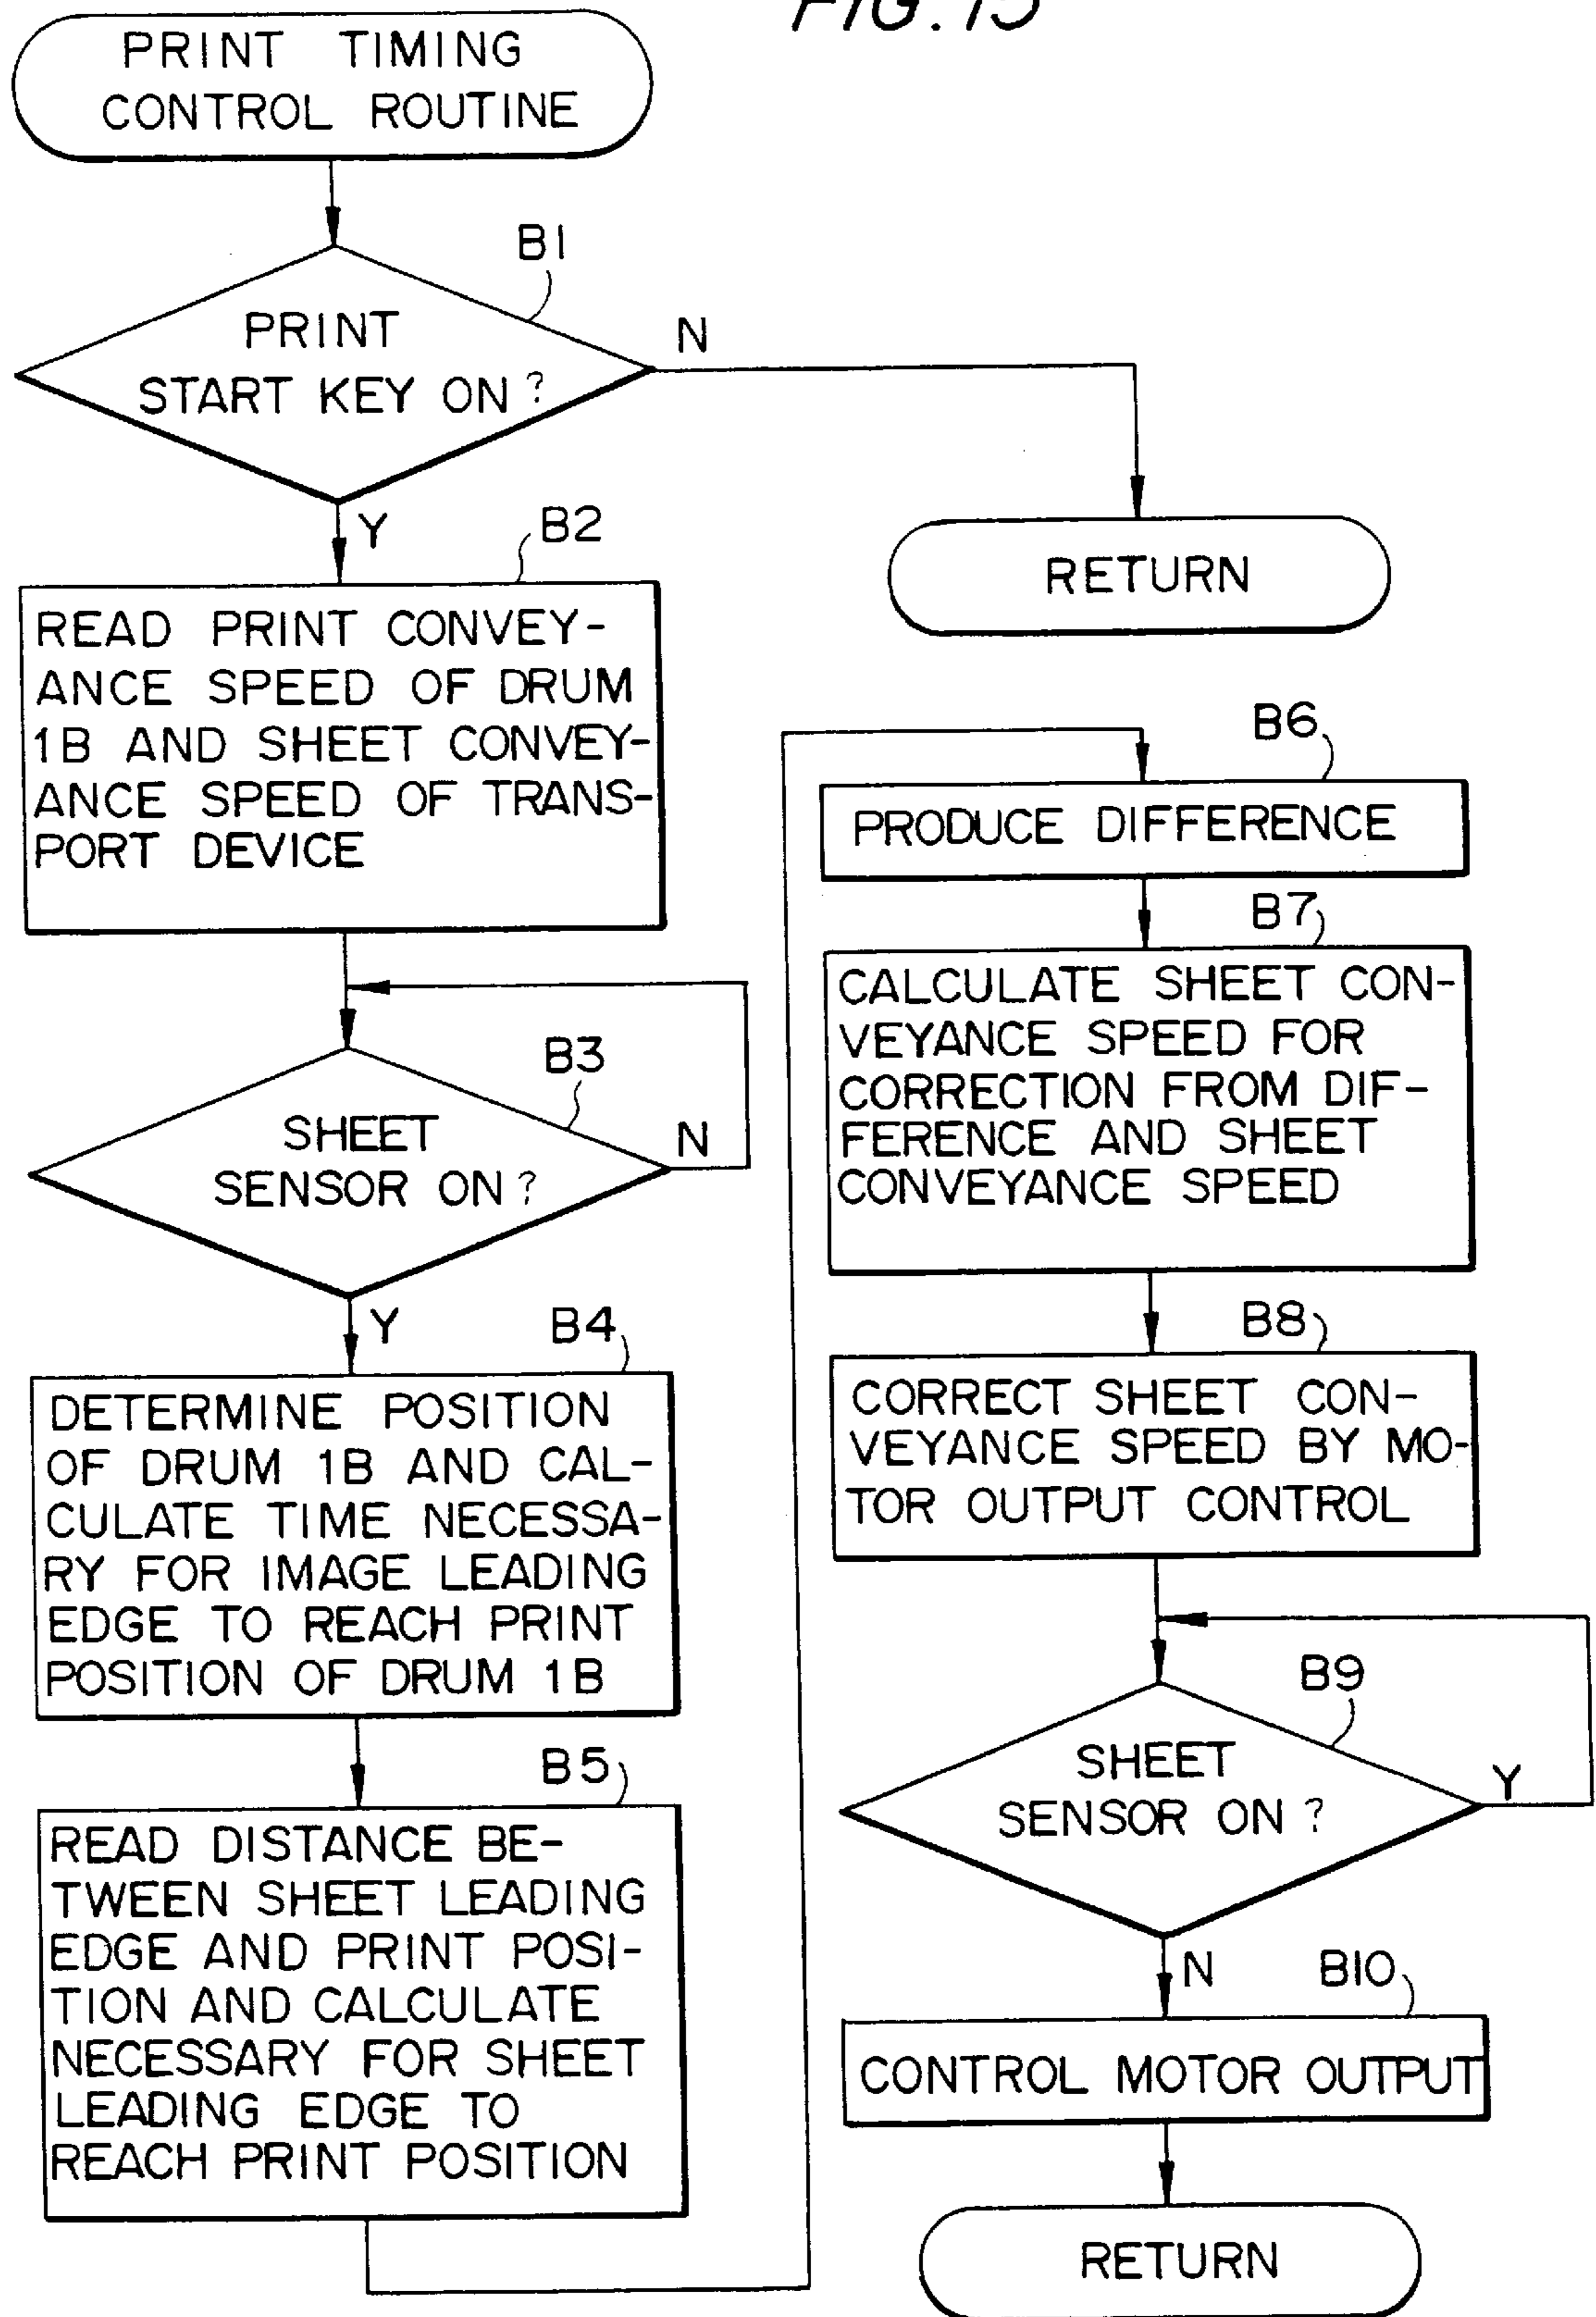 FIG. 15
PRINT TIMING
CONTROL ROUTINE
B1
PRINT
START KEY ON ?
N
Y
RETURN
B2
READ PRINT CONVEY-
ANCE SPEED OF DRUM
1B AND SHEET CONVEY-
ANCE SPEED OF TRANS-
PORT DEVICE
B3
SHEET
SENSOR ON ?
N
Y
B4
DETERMINE POSITION
OF DRUM 1B AND CAL-
CULATE TIME NECESSA-
RY FOR IMAGE LEADING
EDGE TO REACH PRINT
POSITION OF DRUM 1B
B5
READ DISTANCE BE-
TWEEN SHEET LEADING
EDGE AND PRINT POSI-
TION AND CALCULATE
NECESSARY FOR SHEET
LEADING EDGE TO
REACH PRINT POSITION
B6
PRODUCE DIFFERENCE
B7
CALCULATE SHEET CON-
VEYANCE SPEED FOR
CORRECTION FROM DIF-
FERENCE AND SHEET
CONVEYANCE SPEED
B8
CORRECT SHEET CON-
VEYANCE SPEED BY MO-
TOR OUTPUT CONTROL
B9
SHEET
SENSOR ON ?
Y
N
B10
CONTROL MOTOR OUTPUT
RETURN